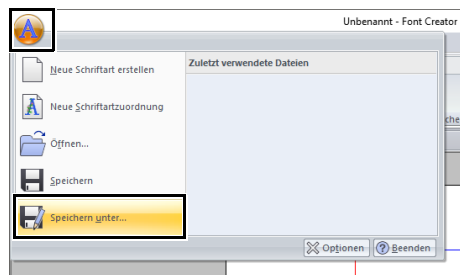 Unbenannt - Font Creator
Neue Schriftart erstellen
Zuletzt verwendete Dateien
Neue Schriftartzuordnung
Öffnen...
Speichern
Speichern unter...
Optionen
Beenden